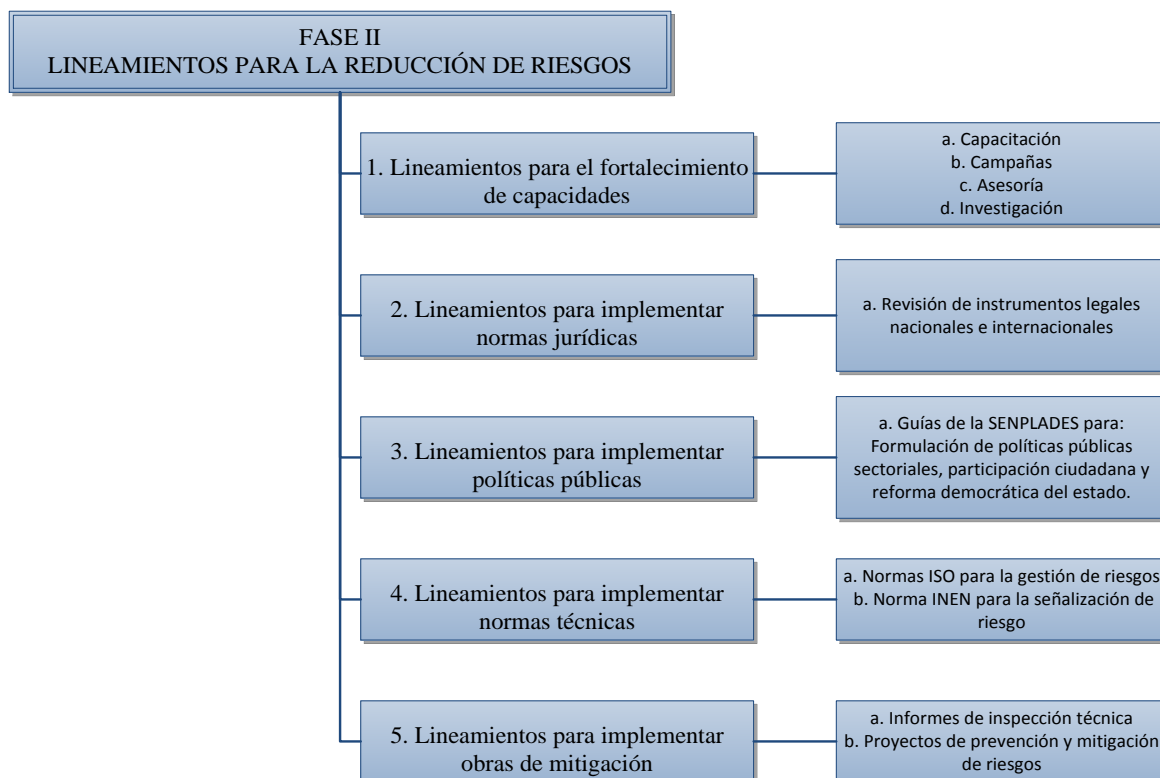 FASE II
LINEAMIENTOS PARA LA REDUCCIÓN DE RIESGOS
1. Lineamientos para el fortalecimiento
de capacidades
a. Capacitación
b. Campañas
c. Asesoría
d. Investigación
2. Lineamientos para implementar
normas jurídicas
a. Revisión de instrumentos legales
nacionales e internacionales
3. Lineamientos para implementar
políticas públicas
a. Guías de la SENPLADES para:
Formulación de políticas públicas
sectoriales, participación ciudadana y
reforma democrática del estado.
4. Lineamientos para implementar
normas técnicas
a. Normas ISO para la gestión de riesgos
b. Norma INEN para la señalización de
riesgo
5. Lineamientos para implementar
obras de mitigación
a. Informes de inspección técnica
b. Proyectos de prevención y mitigación
de riesgos